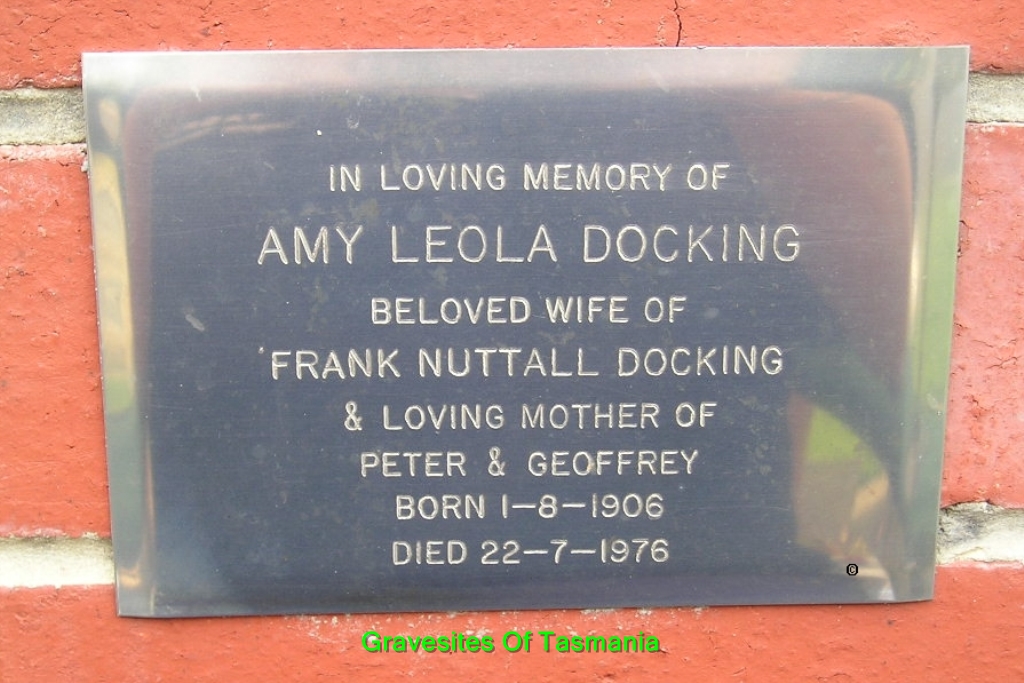 IN LOVING MEMORY OF
AMY LEOLA DOCKING
BELOVED WIFE OF
FRANK NUTTALL DOCKING
& LOVING MOTHER OF
PETER & GEOFFREY
BORN 1-8-1906
DIED 22-7-1976
©
Gravesites Of Tasmania